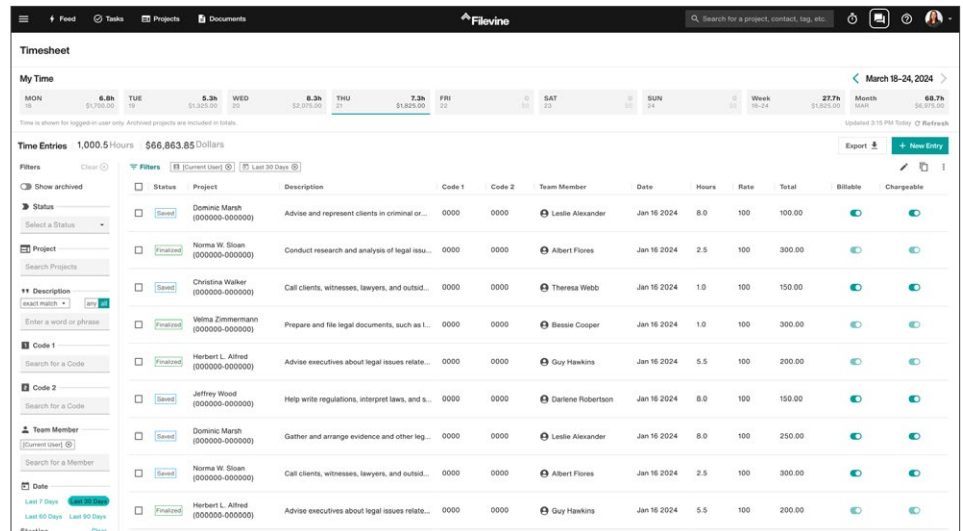 Feed Tasks Projects Documents Filevine Search for a project, contact, tag, etc.
Timesheet
My Time March 18–24, 2024
MON 6.8h TUE 5.3h WED 8.3h THU 7.3h FRI 0 SAT 0 SUN 0 Week 27.7h Month 68.7h
18 $1,700.00 19 $1,325.00 20 $2,075.00 21 $1,825.00 22 $0 23 $0 24 $0 18–24 $1,825.00 MAR $6,975.00
Time is shown for logged-in user only. Archived projects are included in totals. Updated 3:15 PM Today Refresh
Time Entries 1,000.5 Hours $66,863.85 Dollars Export + New Entry
Filters Clear Filters [Current User] Last 30 Days
Show archived Status Project Description Code 1 Code 2 Team Member Date Hours Rate Total Billable Chargeable
Status
Select a Status
Saved Dominic Marsh (000000-000000) Advise and represent clients in criminal or... 0000 0000 Leslie Alexander Jan 16 2024 8.0 100 100.00
Project
Search Projects
Finalized Norma W. Sloan (000000-000000) Conduct research and analysis of legal issu... 0000 0000 Albert Flores Jan 16 2024 2.5 100 300.00
Description
exact match any all
Saved Christina Walker (000000-000000) Call clients, witnesses, lawyers, and outsid... 0000 0000 Theresa Webb Jan 16 2024 1.0 100 150.00
Enter a word or phrase
Finalized Velma Zimmermann (000000-000000) Prepare and file legal documents, such as l... 0000 0000 Bessie Cooper Jan 16 2024 1.0 100 300.00
1 Code 1
Search for a Code
Finalized Herbert L. Alfred (000000-000000) Advise executives about legal issues relate... 0000 0000 Guy Hawkins Jan 16 2024 5.5 100 200.00
2 Code 2
Search for a Code
Saved Jeffrey Wood (000000-000000) Help write regulations, interpret laws, and s... 0000 0000 Darlene Robertson Jan 16 2024 8.0 100 150.00
Team Member
[Current User]
Saved Dominic Marsh (000000-000000) Gather and arrange evidence and other leg... 0000 0000 Leslie Alexander Jan 16 2024 8.0 100 250.00
Search for a Member
Saved Norma W. Sloan (000000-000000) Call clients, witnesses, lawyers, and outsid... 0000 0000 Albert Flores Jan 16 2024 2.5 100 300.00
Date
Last 7 Days Last 30 Days
Last 60 Days Last 90 Days
Finalized Herbert L. Alfred (000000-000000) Advise executives about legal issues relate... 0000 0000 Guy Hawkins Jan 16 2024 5.5 100 200.00
Starting Clear